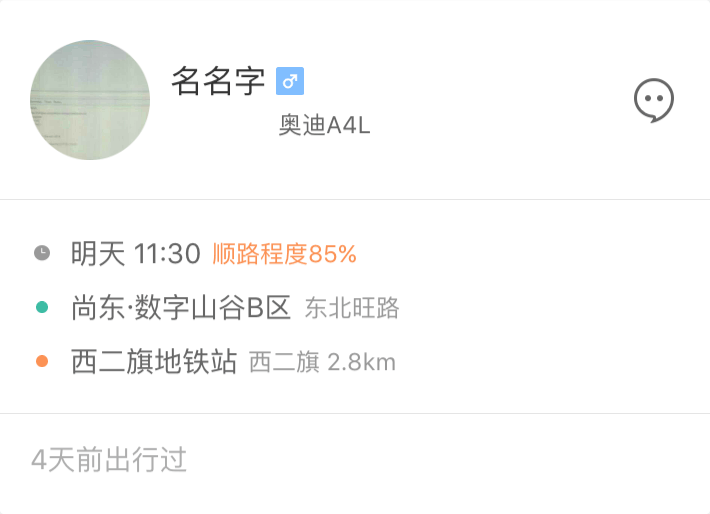 名名字
奥迪A4L
明天 11:30 顺路程度85%
尚东·数字山谷B区 东北旺路
西二旗地铁站 西二旗 2.8km
4天前出行过